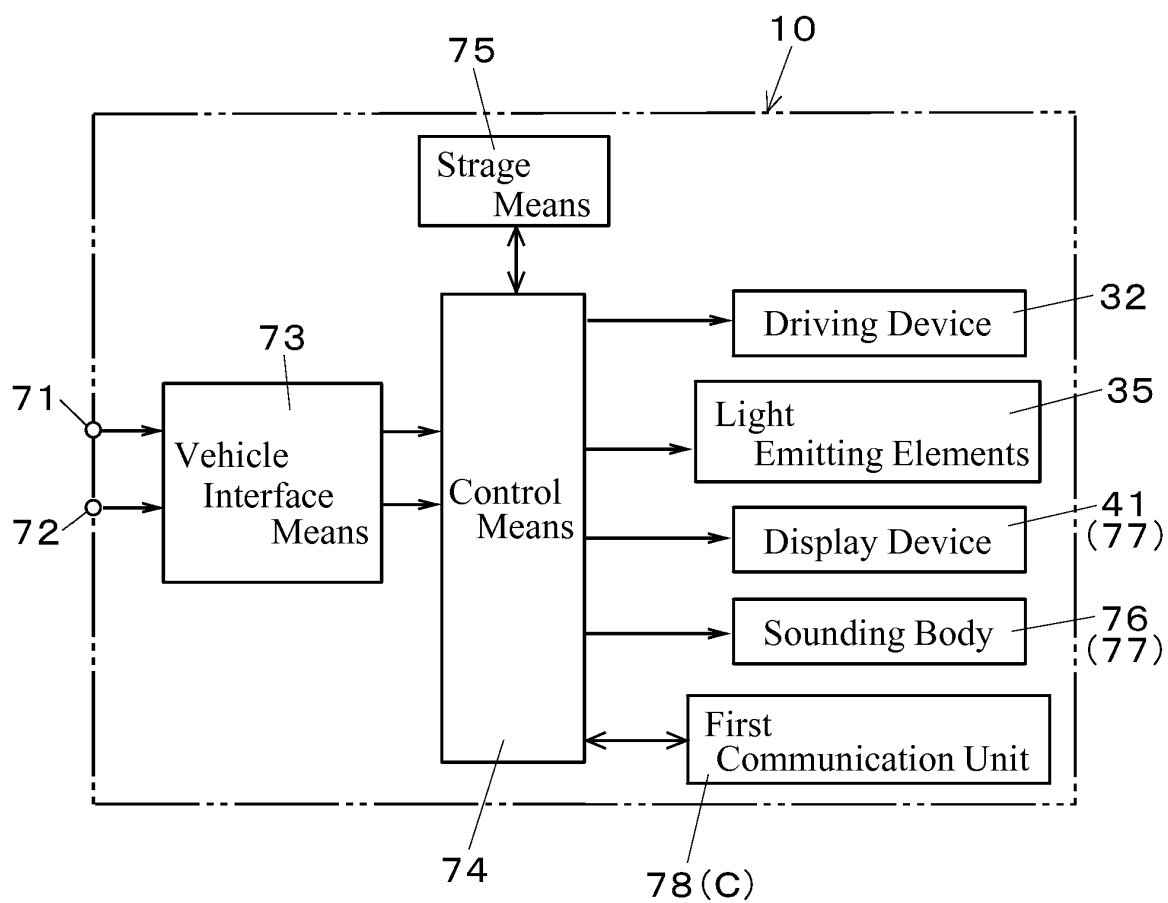 10
75
Strage
Means
32
Driving Device
73
35
Light
Emitting Elements
71
Vehicle
Interface
Means
Control
Means
72
41
(77)
Display Device
76
(77)
Sounding Body
First
Communication Unit
74
78(C)